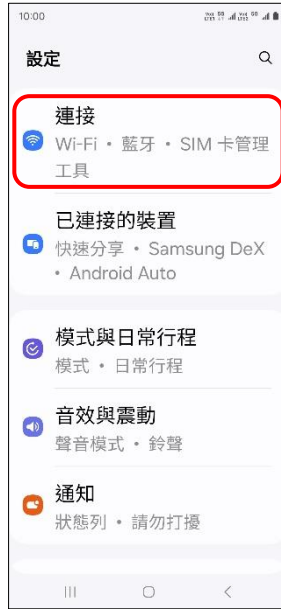 10:00
設定
連接
Wi-Fi • 藍牙 • SIM 卡管理
工具
已連接的裝置
快速分享 • Samsung DeX
• Android Auto
模式與日常行程
模式 • 日常行程
音效與震動
聲音模式 • 鈴聲
通知
狀態列 • 請勿打擾